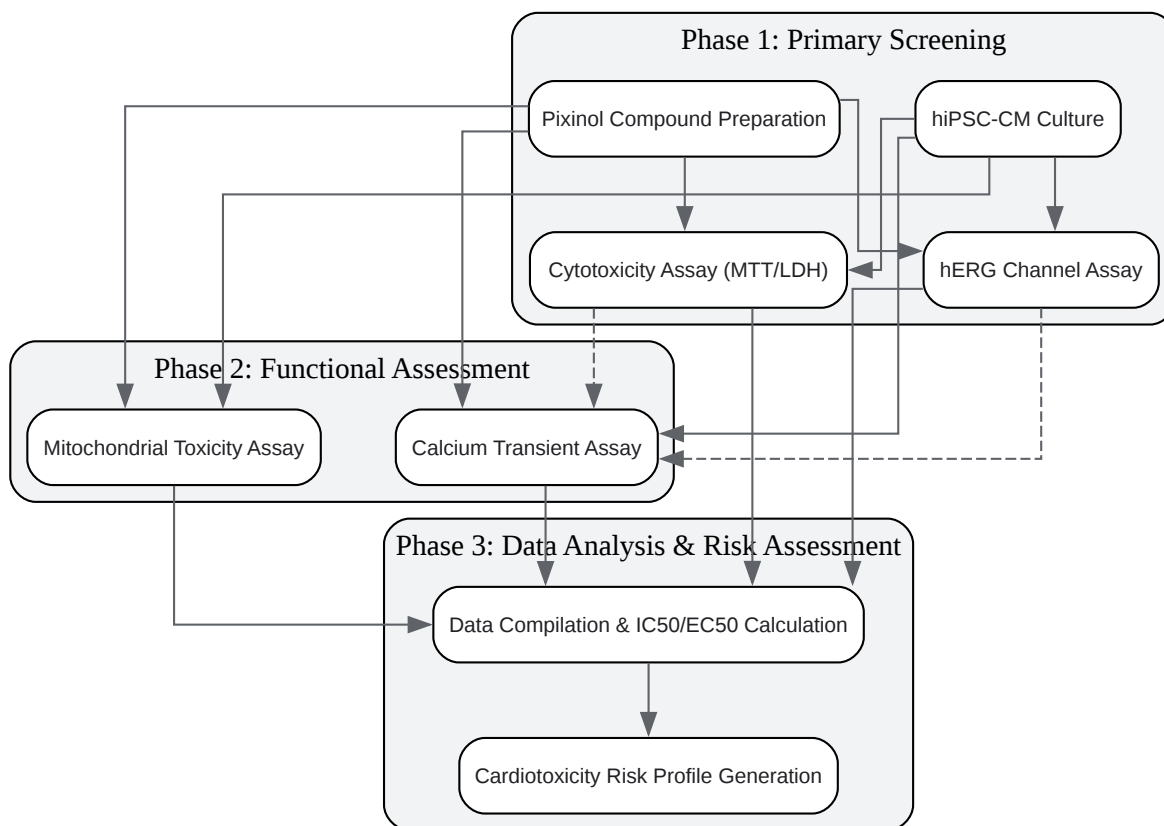 Phase 1: Primary Screening
Pixinol Compound Preparation
hiPSC-CM Culture
Cytotoxicity Assay (MTT/LDH)
hERG Channel Assay
Phase 2: Functional Assessment
Mitochondrial Toxicity Assay
Calcium Transient Assay
Phase 3: Data Analysis & Risk Assessment
Data Compilation & IC50/EC50 Calculation
Cardiotoxicity Risk Profile Generation